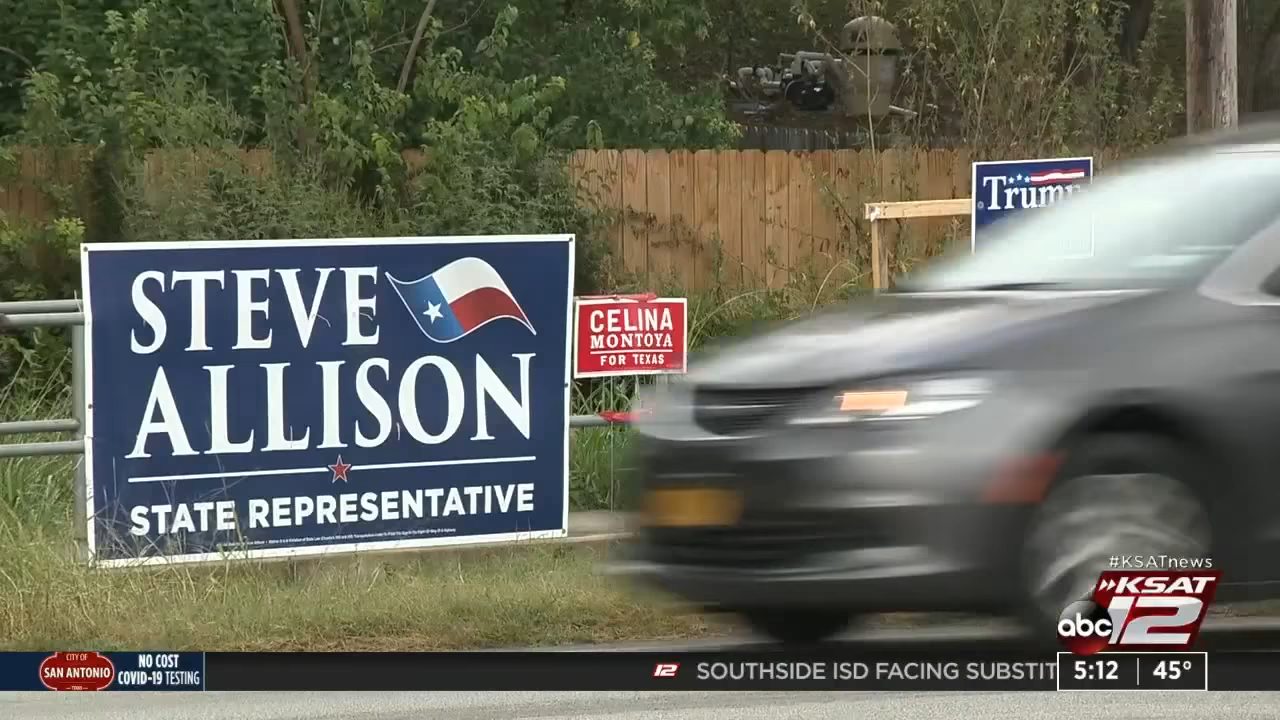 STEVE
ALLISON
STATE REPRESENTATIVE
CELINA
MONTOYA
FOR TEXAS
Trump
#KSATnews
KSAT
abc 12
CITY OF
SAN ANTONIO
NO COST
COVID-19 TESTING
12 SOUTHSIDE ISD FACING SUBSTIT
5:12 45°